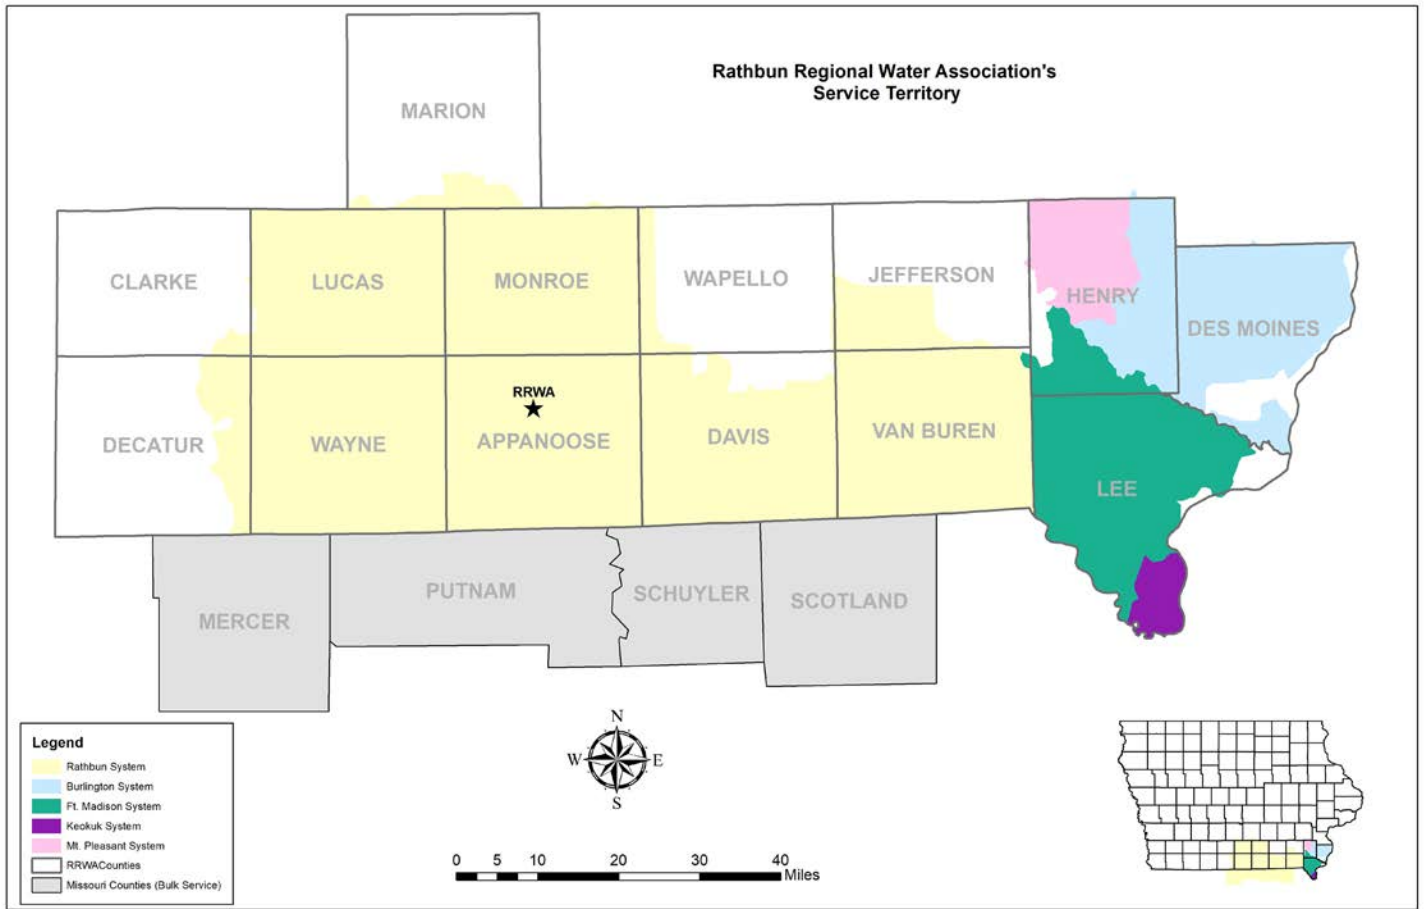 Rathbun Regional Water Association's
Service Territory
MARION
CLARKE
LUCAS
MONROE
WAPELLO
JEFFERSON
HENRY
DES MOINES
RRWA
DECATUR
WAYNE
APPANOOSE
DAVIS
VAN BUREN
LEE
MERCER
PUTNAM
SCHUYLER
SCOTLAND
N
W
E
S
Legend
Rathbun System
Burlington System
Ft. Madison System
Keokuk System
Mt. Pleasant System
RRWACounties
Missouri Counties (Bulk Service)
0 5 10 20 30 40
Miles